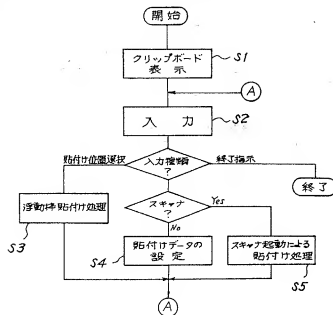 開始
クリップボード
表示
S1
A
入力
S2
貼付け位置選択
入力種類
?
終了指示
終了
浮動枠貼付け処理
S3
スキャナ
?
Yes
No
貼付けデータの
設定
S4
スキャナ起動による
貼付け処理
S5
A